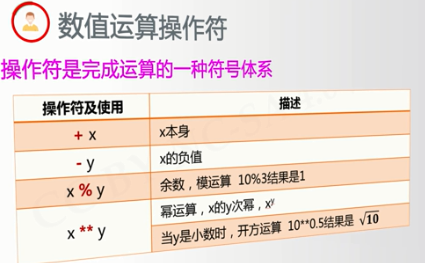 数值运算操作符
操作符是完成运算的一种符号体系
操作符及使用 描述
+ x x本身
- y x的负值
x % y 余数，模运算 10%3结果是1
x ** y 幂运算，x的y次幂，xʸ
当y是小数时，开方运算 10**0.5结果是 √10